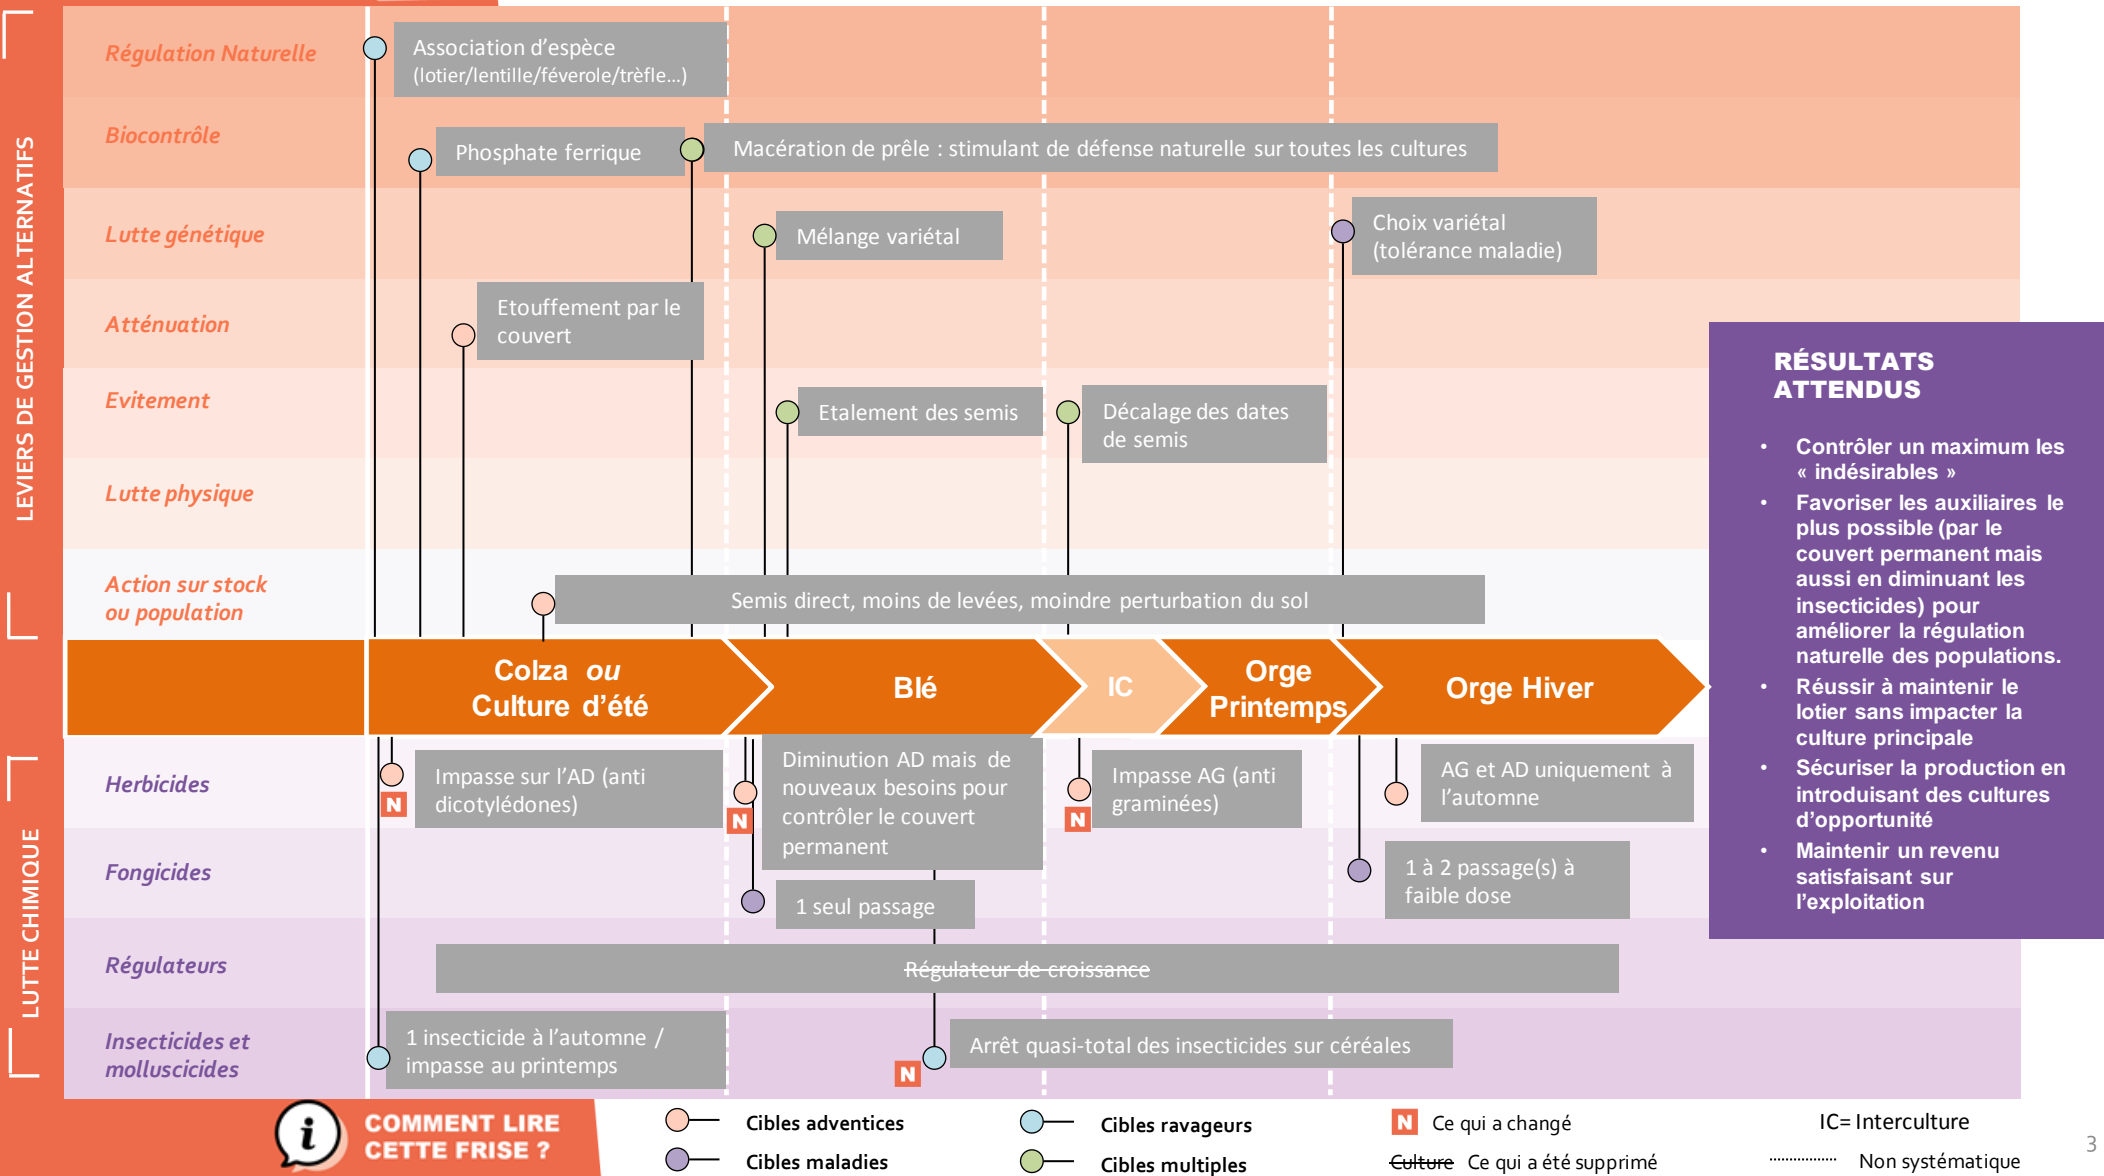 LEVIERS DE GESTION ALTERNATIFS
Régulation Naturelle
Association d'espèce
(lotier/lentille/féverole/trèfle...)
Biocontrôle
Phosphate ferrique
Macération de prêle : stimulant de défense naturelle sur toutes les cultures
Lutte génétique
Mélange variétal
Choix variétal
(tolérance maladie)
Atténuation
Etouffement par le
couvert
Evitement
Etalement des semis
Décalage des dates
de semis
Lutte physique
Action sur stock
ou population
Semis direct, moins de levées, moindre perturbation du sol
Colza ou
Culture d'été
Blé
IC
Orge
Printemps
Orge Hiver
LUTTE CHIMIQUE
Herbicides
N
Impasse sur l'AD (anti
dicotylédones)
N
Diminution AD mais de
nouveaux besoins pour
contrôler le couvert
permanent
N
Impasse AG (anti
graminées)
AG et AD uniquement à
l'automne
Fongicides
1 seul passage
1 à 2 passage(s) à
faible dose
Régulateurs
Régulateur de croissance
Insecticides et
molluscicides
1 insecticide à l'automne /
impasse au printemps
N
Arrêt quasi-total des insecticides sur céréales
RÉSULTATS
ATTENDUS
• Contrôler un maximum les
« indésirables »
• Favoriser les auxiliaires le
plus possible (par le
couvert permanent mais
aussi en diminuant les
insecticides) pour
améliorer la régulation
naturelle des populations.
• Réussir à maintenir le
lotier sans impacter la
culture principale
• Sécuriser la production en
introduisant des cultures
d'opportunité
• Maintenir un revenu
satisfaisant sur
l'exploitation
i
COMMENT LIRE
CETTE FRISE ?
Cibles adventices
Cibles maladies
Cibles ravageurs
Cibles multiples
N Ce qui a changé
Culture Ce qui a été supprimé
IC= Interculture
Non systématique
3